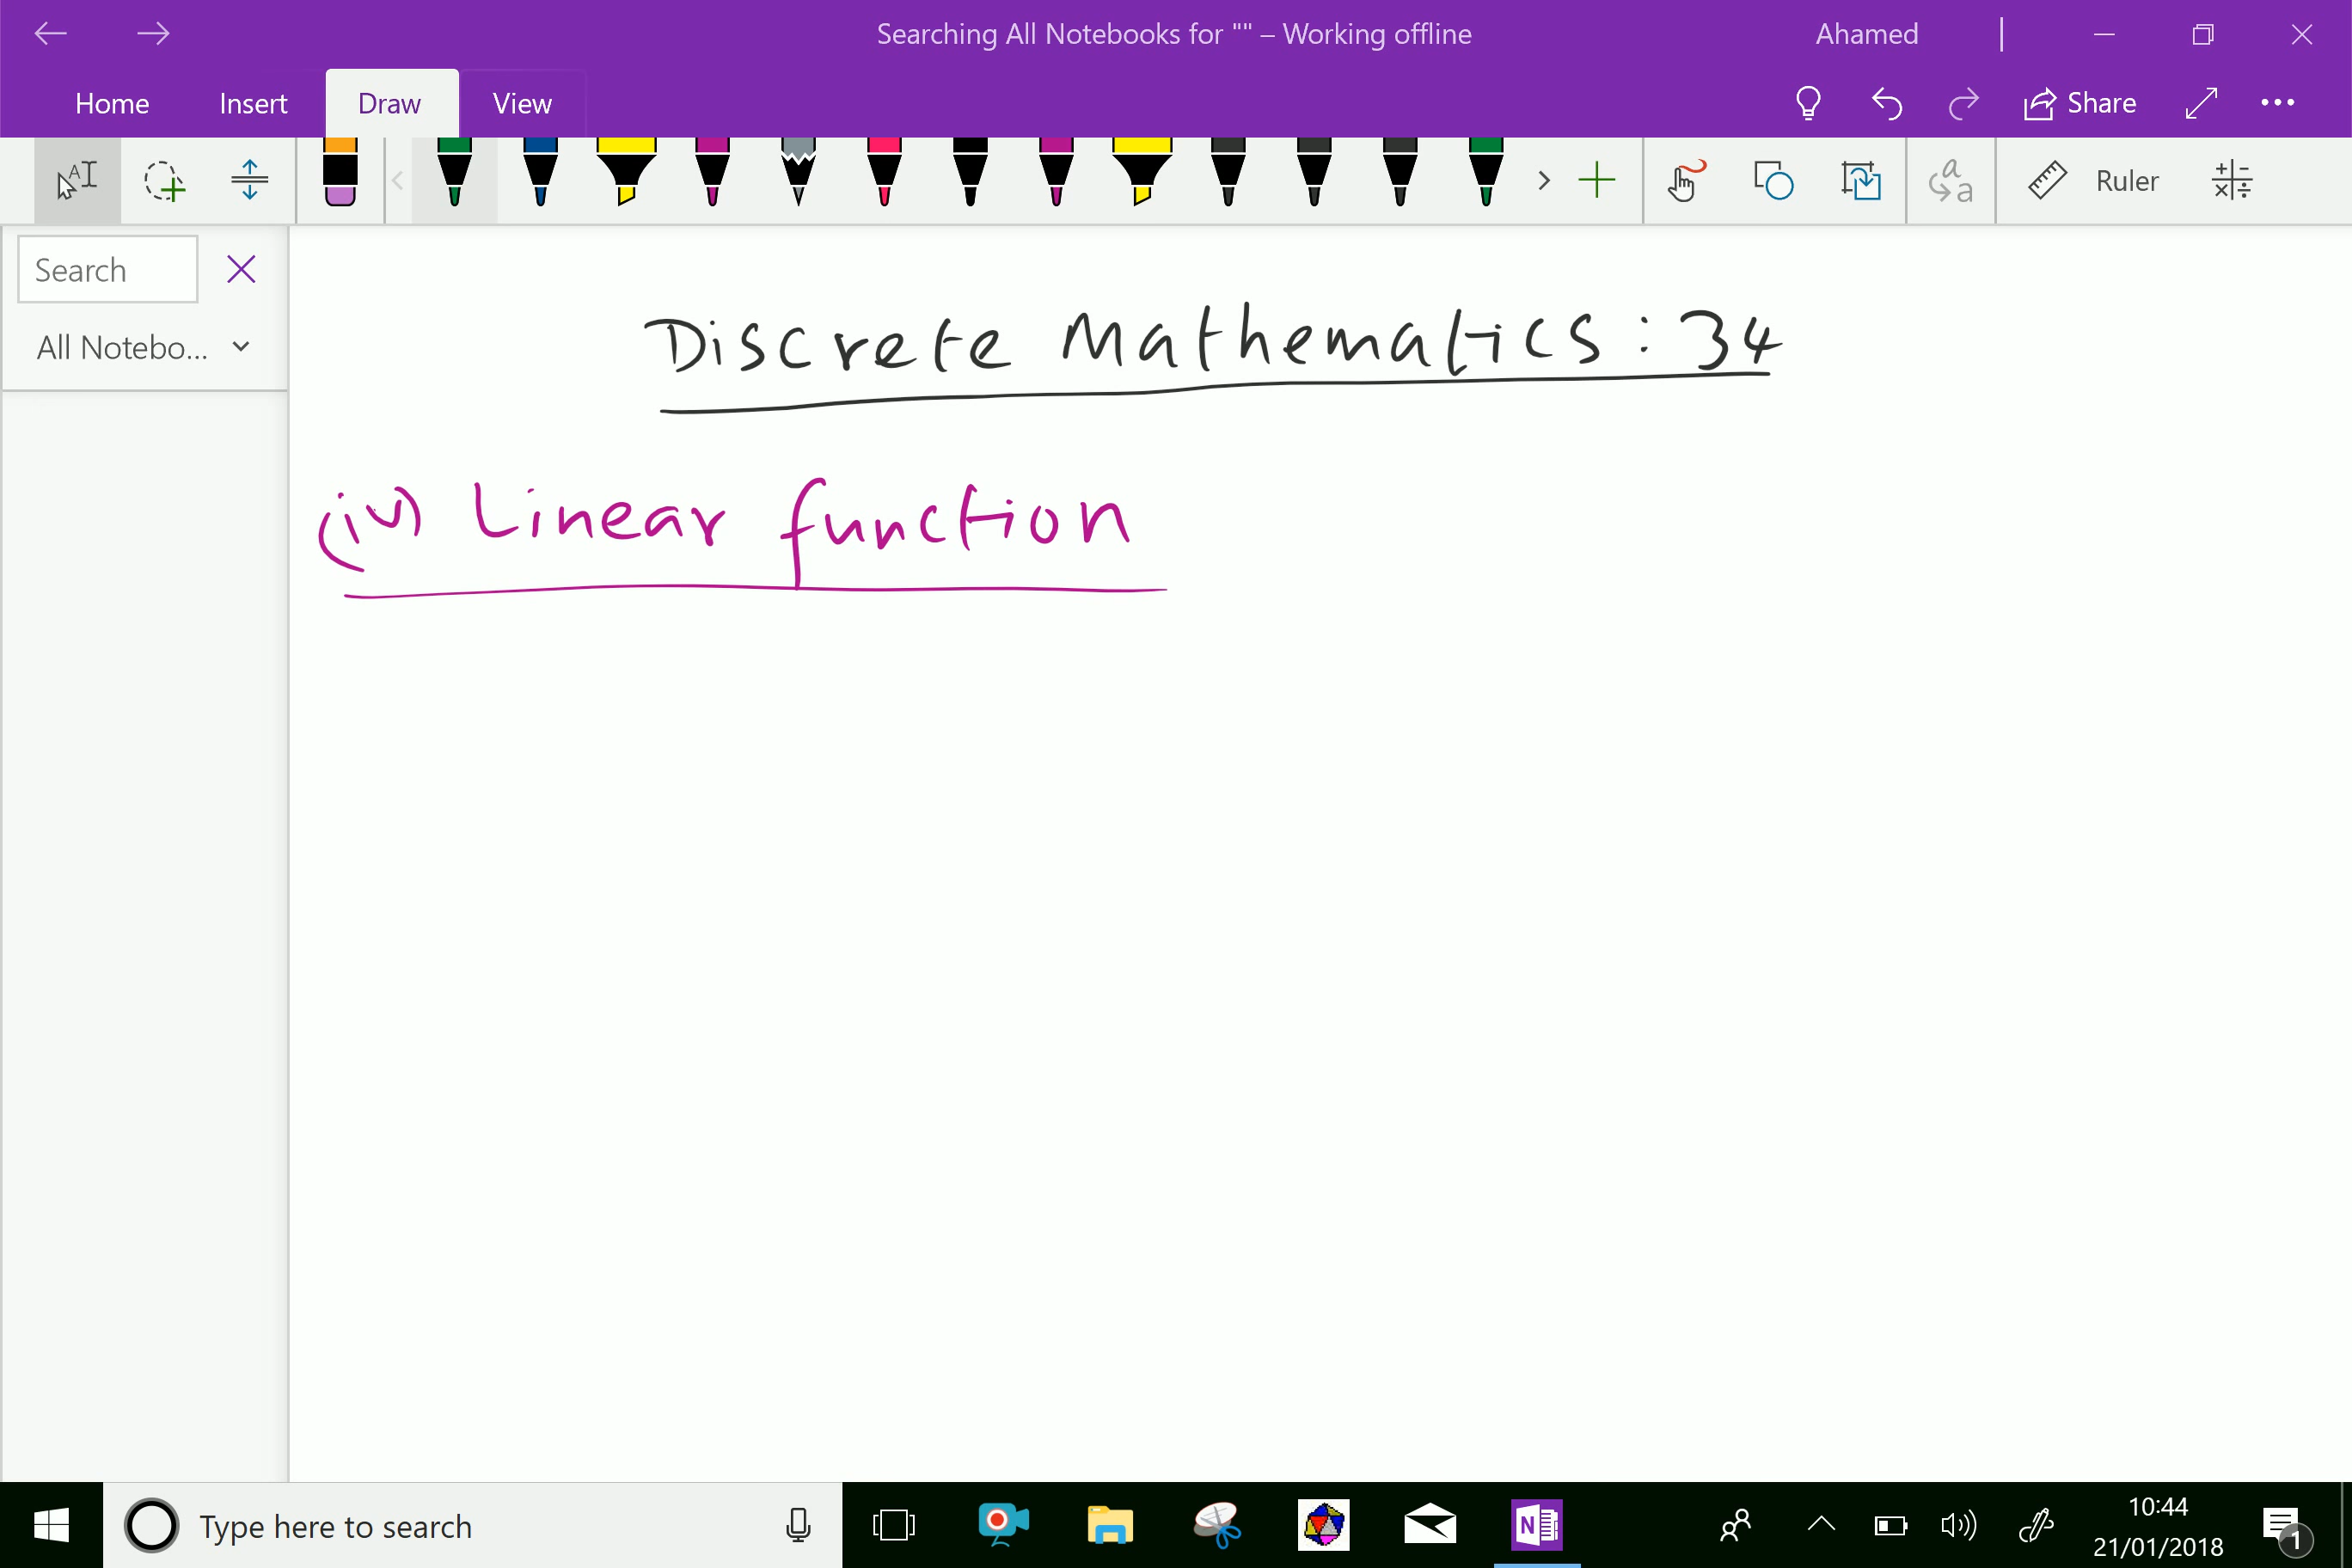 Searching All Notebooks for "" – Working offline
Ahamed
Home Insert Draw View
Share
Ruler
Search
All Notebo...
Discrete Mathematics : 34
(iv) Linear function
Type here to search
10:44
21/01/2018
1